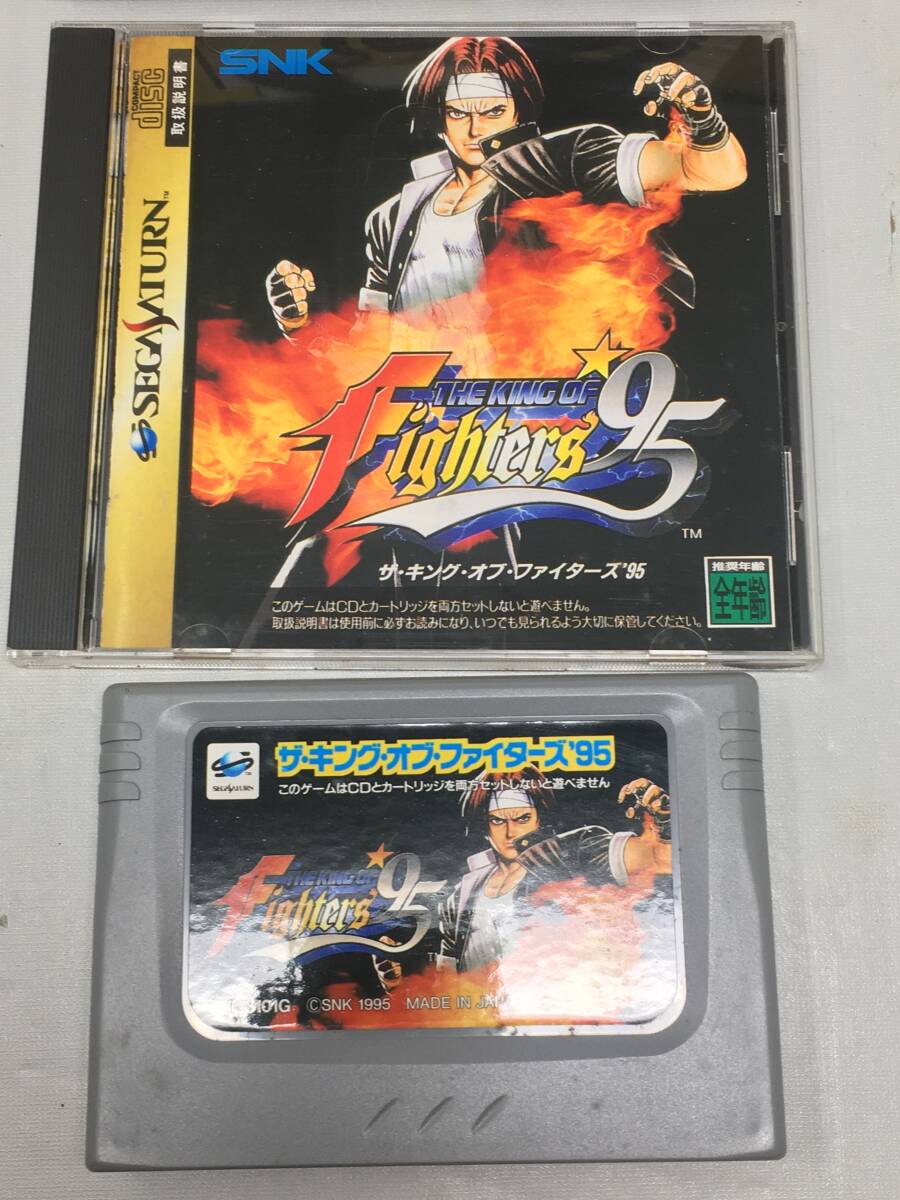 SNK
COMPACT
disc
取扱説明書
SEGA SATURN™
THE KING OF
Fighters '95
TM
ザ・キング・オブ・ファイターズ'95
推奨年齢
全年齢
このゲームはCDとカートリッジを両方セットしないと遊べません。
取扱説明書は使用前に必ずお読みになり、いつでも見られるよう大切に保管してください。
SEGA SATURN™
ザ・キング・オブ・ファイターズ'95
このゲームはCDとカートリッジを両方セットしないと遊べません
THE KING OF
Fighters '95
TM
©SNK 1995 MADE IN